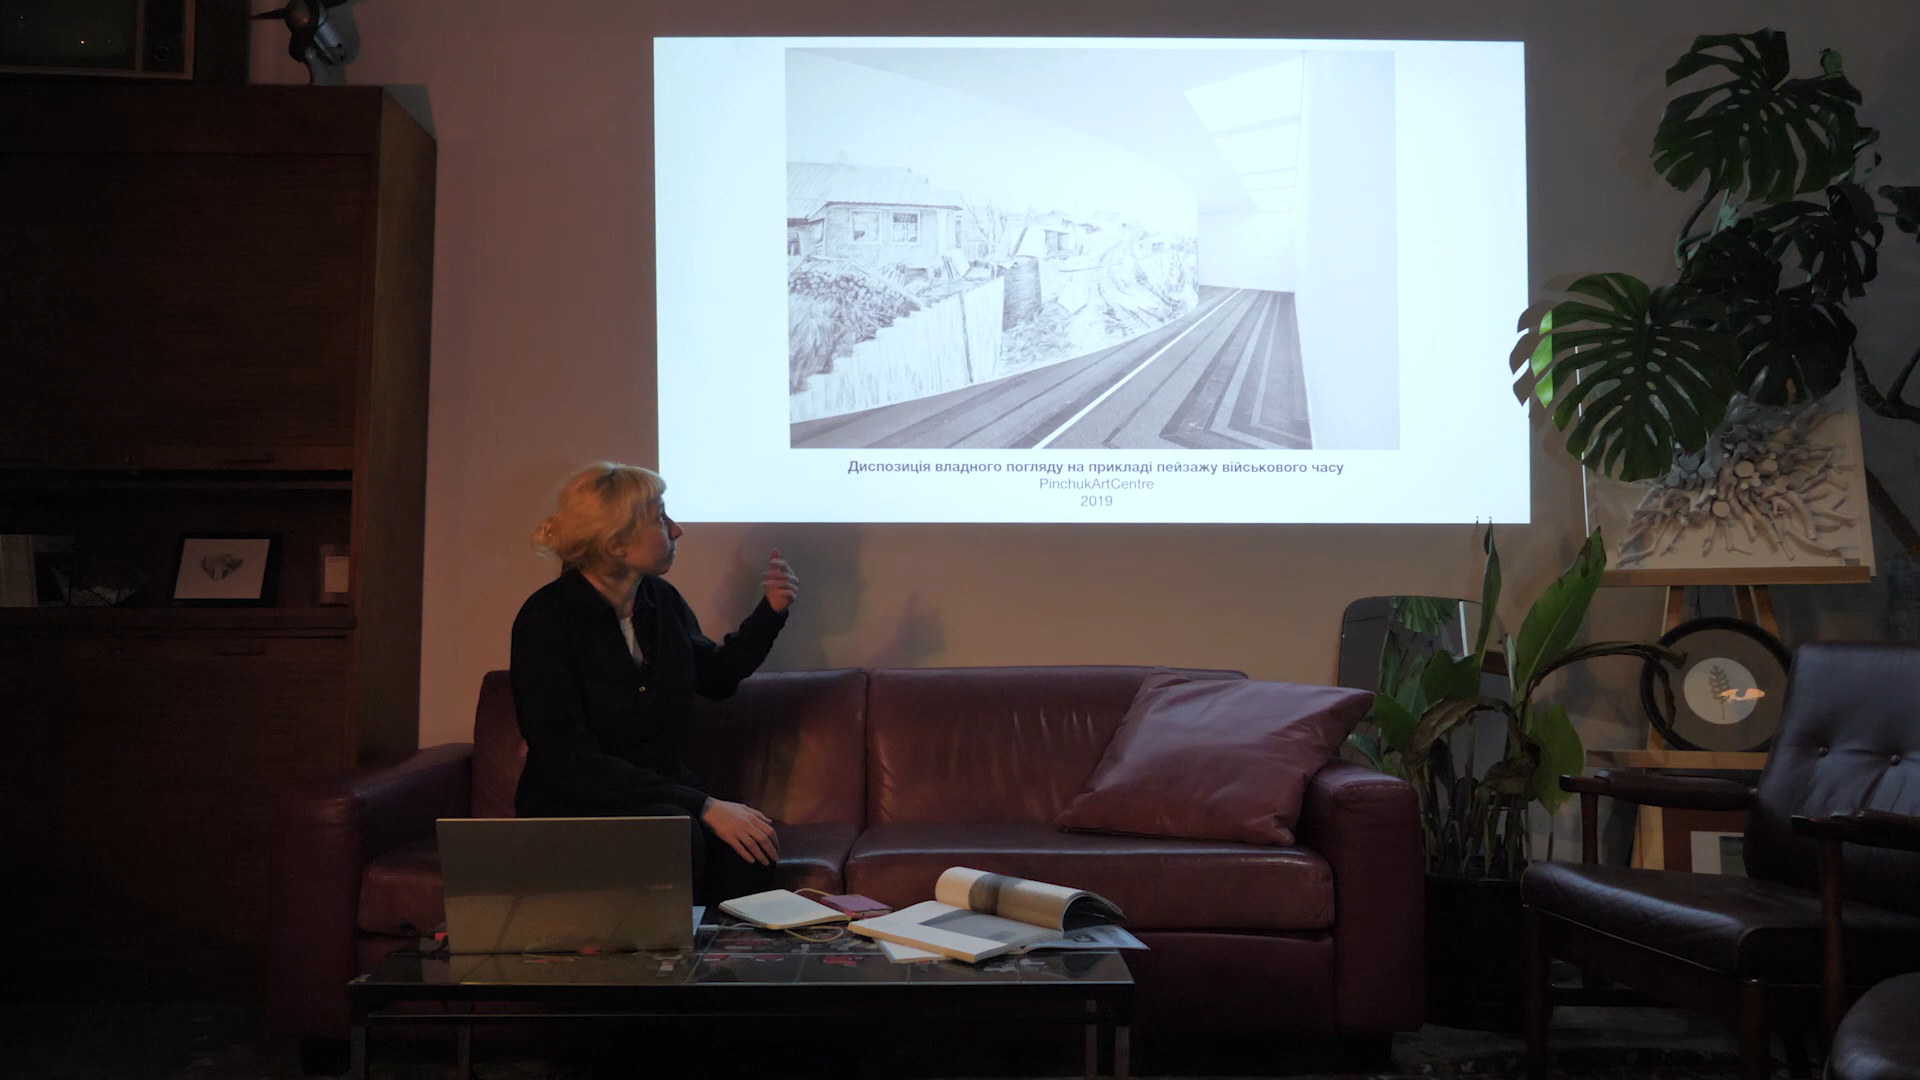 Диспозиція владного погляду на прикладі пейзажу військового часу
PinchukArtCentre
2019